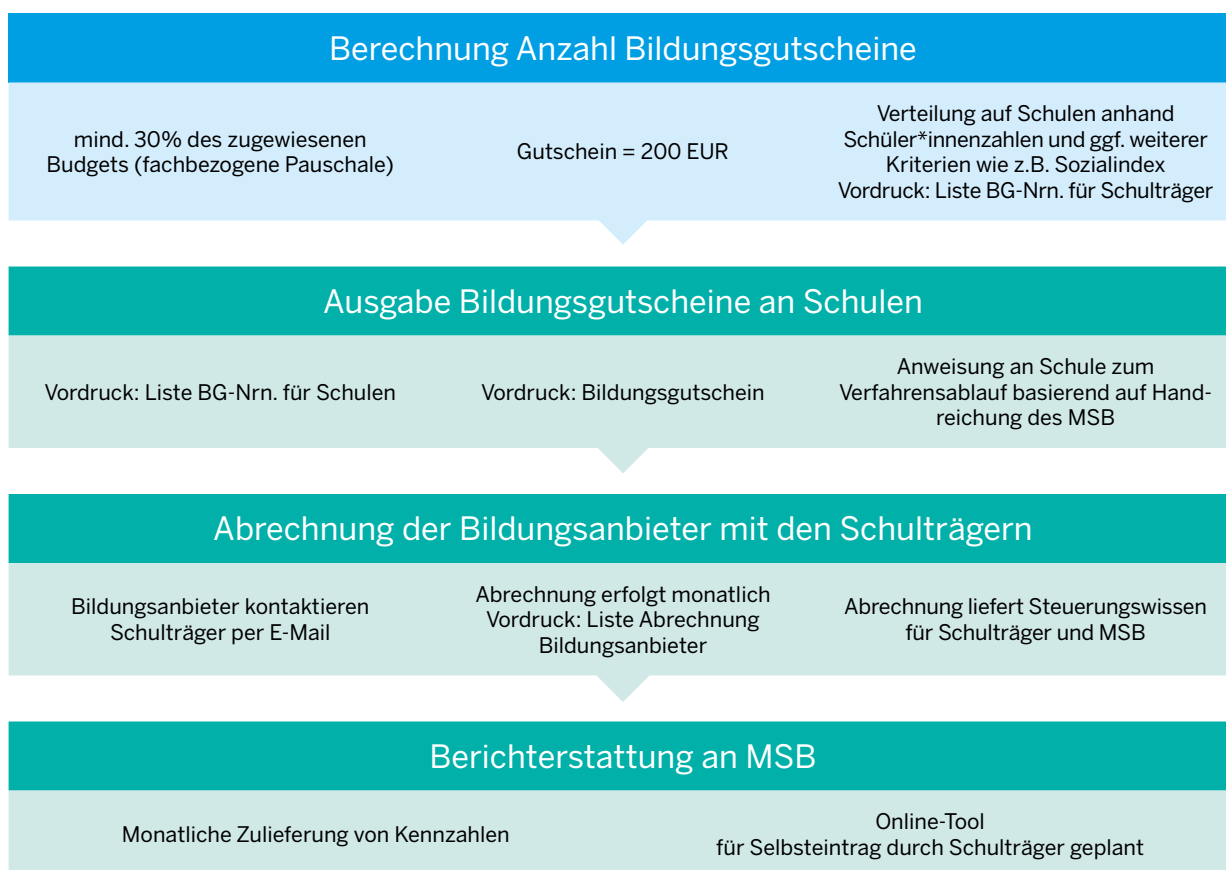 Berechnung Anzahl Bildungsgutscheine
mind. 30% des zugewiesenen
Budgets (fachbezogene Pauschale)
Gutschein = 200 EUR
Verteilung auf Schulen anhand
Schüler*innenzahlen und ggf. weiterer
Kriterien wie z.B. Sozialindex
Vordruck: Liste BG-Nrn. für Schulträger
Ausgabe Bildungsgutscheine an Schulen
Vordruck: Liste BG-Nrn. für Schulen
Vordruck: Bildungsgutschein
Anweisung an Schule zum
Verfahrensablauf basierend auf Hand-
reichung des MSB
Abrechnung der Bildungsanbieter mit den Schulträgern
Bildungsanbieter kontaktieren
Schulträger per E-Mail
Abrechnung erfolgt monatlich
Vordruck: Liste Abrechnung
Bildungsanbieter
Abrechnung liefert Steuerungswissen
für Schulträger und MSB
Berichterstattung an MSB
Monatliche Zulieferung von Kennzahlen
Online-Tool
für Selbsteintrag durch Schulträger geplant